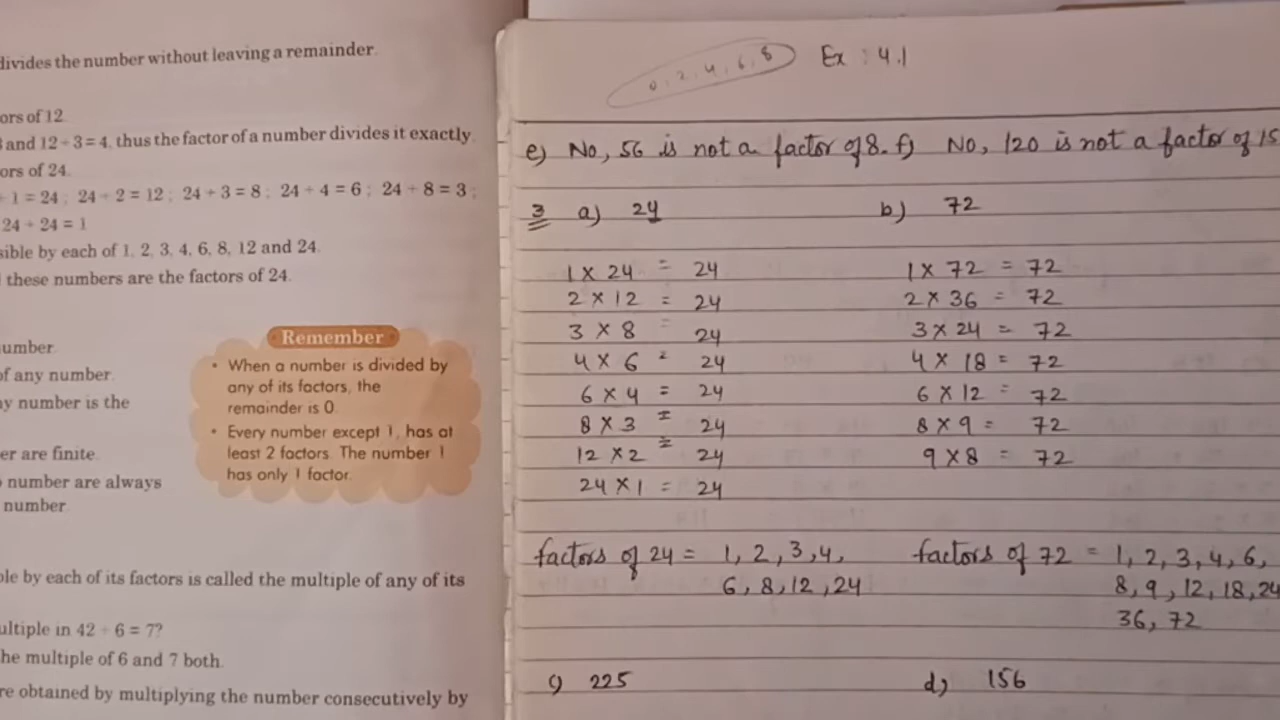 divides the number without leaving a remainder.
ors of 12.
and 12 ÷ 3 = 4, thus the factor of a number divides it exactly.
ors of 24.
÷ 1 = 24 ; 24 ÷ 2 = 12 ; 24 ÷ 3 = 8 ; 24 ÷ 4 = 6 ; 24 ÷ 8 = 3 ;
24 ÷ 24 = 1
sible by each of 1, 2, 3, 4, 6, 8, 12 and 24.
these numbers are the factors of 24.
umber.
of any number.
ny number is the
er are finite.
number are always
number.
Remember
• When a number is divided by
any of its factors, the
remainder is 0.
• Every number except 1, has at
least 2 factors. The number 1
has only 1 factor.
ble by each of its factors is called the multiple of any of its
ultiple in 42 ÷ 6 = 7?
he multiple of 6 and 7 both.
re obtained by multiplying the number consecutively by
0, 2, 4, 6, 8 Ex : 4.1
e) No, 56 is not a factor of 8. f) No, 120 is not a factor of 15
3 a) 24 b) 72
1 × 24 = 24 1 × 72 = 72
2 × 12 = 24 2 × 36 = 72
3 × 8 = 24 3 × 24 = 72
4 × 6 = 24 4 × 18 = 72
6 × 4 = 24 6 × 12 = 72
8 × 3 = 24 8 × 9 = 72
12 × 2 = 24 9 × 8 = 72
24 × 1 = 24
factors of 24 = 1, 2, 3, 4, factors of 72 = 1, 2, 3, 4, 6,
6, 8, 12, 24 8, 9, 12, 18, 24
36, 72
c) 225 d) 156